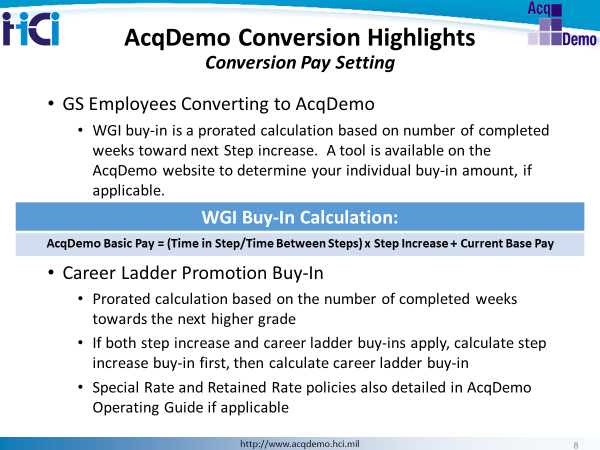 HCi
AcqDemo Conversion Highlights
Acq
Demo
Conversion Pay Setting
• GS Employees Converting to AcqDemo
• WGI buy-in is a prorated calculation based on number of completed
weeks toward next Step increase.  A tool is available on the
AcqDemo website to determine your individual buy-in amount, if
applicable.
WGI Buy-In Calculation:
AcqDemo Basic Pay = (Time in Step/Time Between Steps) x Step Increase + Current Base Pay
• Career Ladder Promotion Buy-In
• Prorated calculation based on the number of completed weeks
towards the next higher grade
• If both step increase and career ladder buy-ins apply, calculate step
increase buy-in first, then calculate career ladder buy-in
• Special Rate and Retained Rate policies also detailed in AcqDemo
Operating Guide if applicable
http://www.acqdemo.hci.mil
8